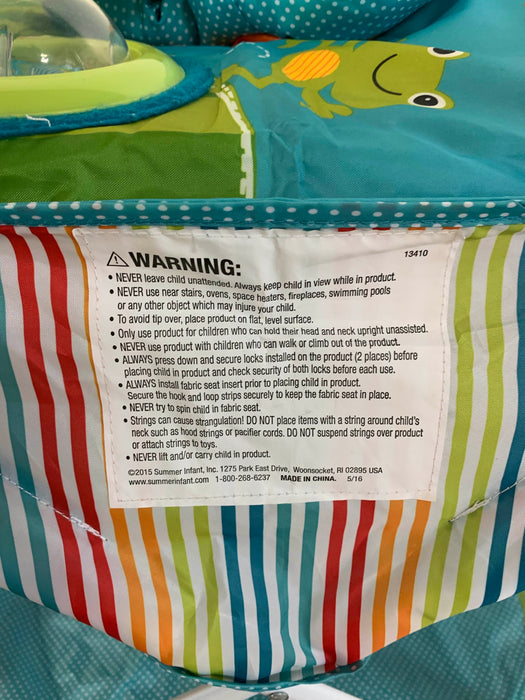 ⚠WARNING:
13410
• NEVER leave child unattended. Always keep child in view while in product.
• NEVER use near stairs, ovens, space heaters, fireplaces, swimming pools
or any other object which may injure your child.
• To avoid tip over, place product on flat, level surface.
• Only use product for children who can hold their head and neck upright unassisted.
• NEVER use product with children who can walk or climb out of the product.
• ALWAYS press down and secure locks installed on the product (2 places) before
placing child in product and check security of both locks before each use.
• ALWAYS install fabric seat insert prior to placing child in product.
Secure the hook and loop strips securely to keep the fabric seat in place.
• NEVER try to spin child in fabric seat.
• Strings can cause strangulation! DO NOT place items with a string around child's
neck such as hood strings or pacifier cords. DO NOT suspend strings over product
or attach strings to toys.
• NEVER lift and/or carry child in product.
©2015 Summer Infant, Inc. 1275 Park East Drive, Woonsocket, RI 02895 USA
www.summerinfant.com 1-800-268-6237 MADE IN CHINA. 5/16